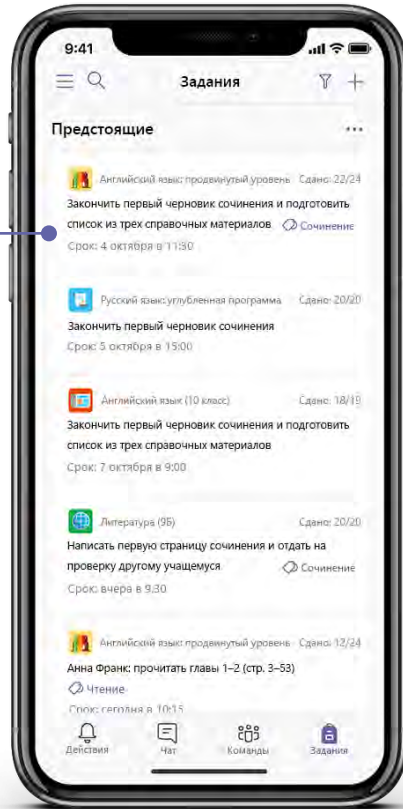 9:41
Задания
Предстоящие
Английский язык: продвинутый уровень Сдано: 22/24
Закончить первый черновик сочинения и подготовить
список из трех справочных материалов Сочинение
Срок: 4 октября в 11:30
Русский язык: углубленная программа Сдано: 20/20
Закончить первый черновик сочинения
Срок: 5 октября в 15:00
Английский язык (10 класс) Сдано: 18/19
Закончить первый черновик сочинения и подготовить
список из трех справочных материалов
Срок: 7 октября в 9:00
Литература (9Б) Сдано: 20/20
Написать первую страницу сочинения и отдать на
проверку другому учащемуся Сочинение
Срок: вчера в 9:30
Английский язык: продвинутый уровень Сдано: 12/24
Анна Франк: прочитать главы 1–2 (стр. 3–53)
Чтение
Срок: сегодня в 10:15
Действия Чат Команды Задания